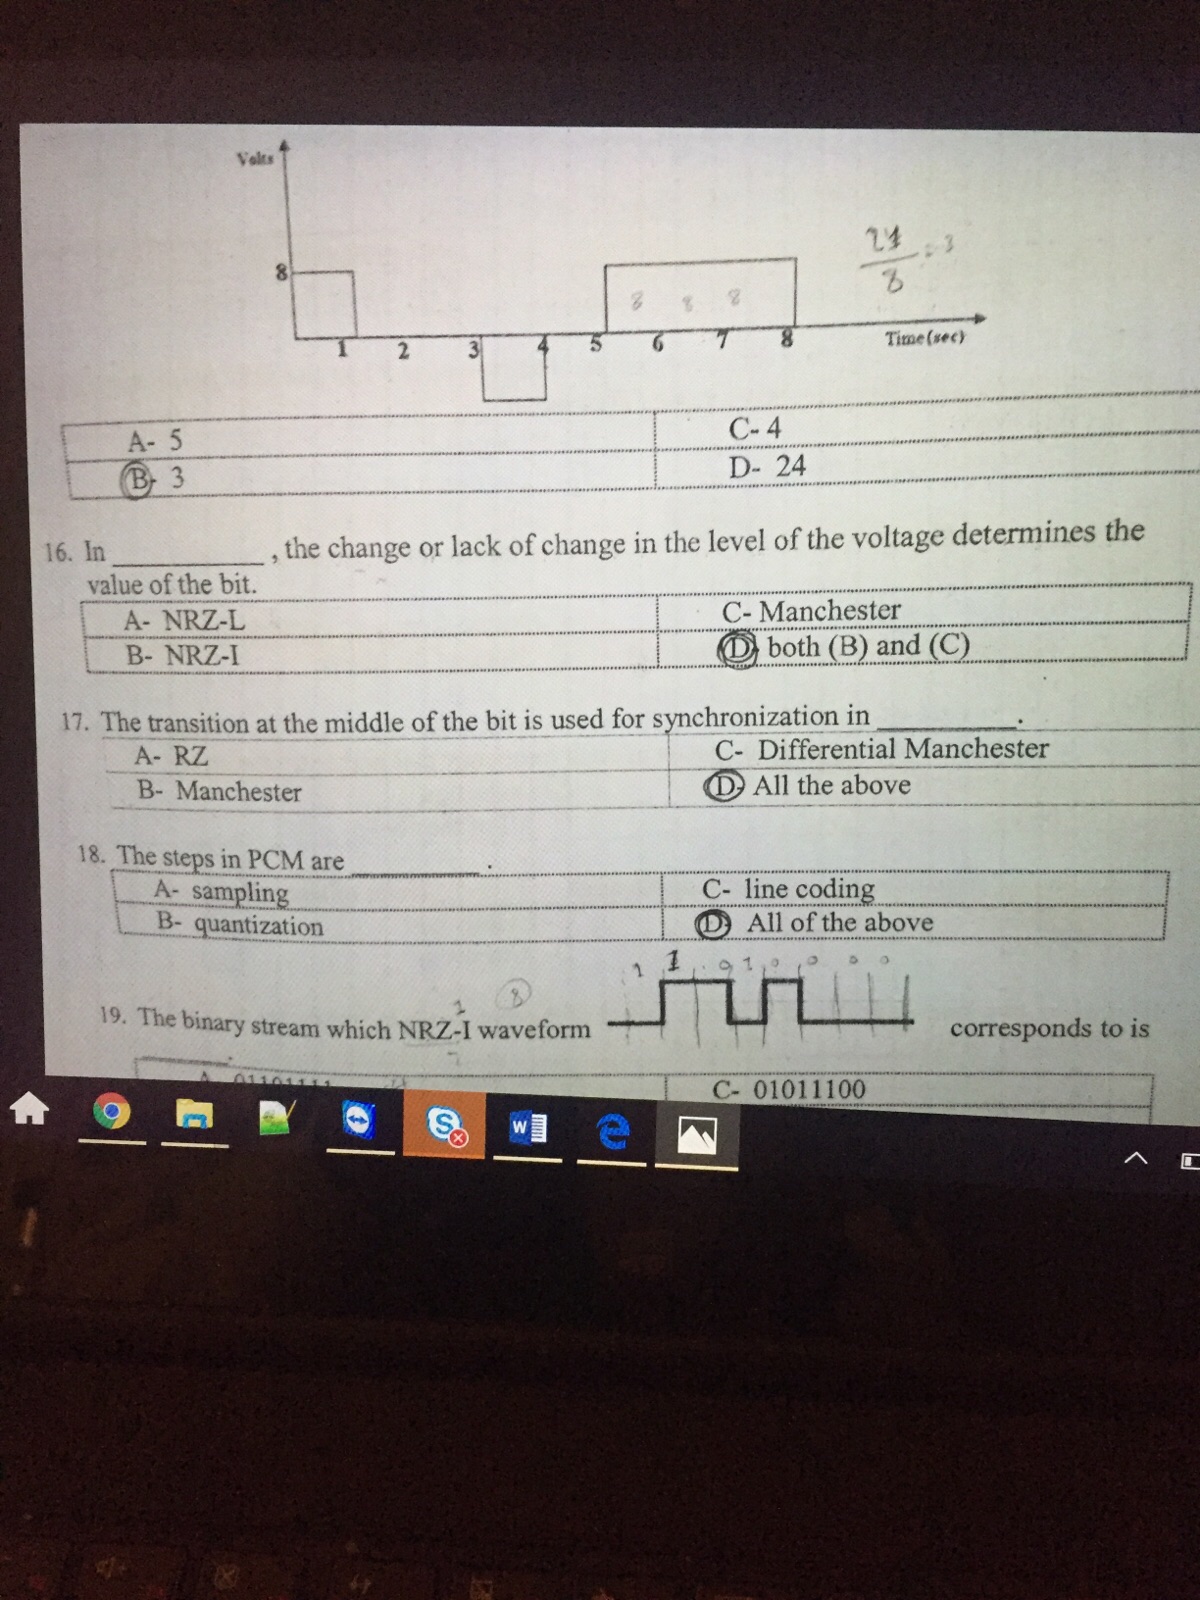 Volts
24
8
= 3
8
8 8 8
1 2 3 4 5 6 7 8 Time(sec)
A- 5 C- 4
B- 3 D- 24
16. In __________, the change or lack of change in the level of the voltage determines the
value of the bit.
A- NRZ-L C- Manchester
B- NRZ-I D- both (B) and (C)
17. The transition at the middle of the bit is used for synchronization in __________.
A- RZ C- Differential Manchester
B- Manchester D- All the above
18. The steps in PCM are __________.
A- sampling C- line coding
B- quantization D- All of the above
1 1 0 1 0 0 0 0
8
19. The binary stream which NRZ-I waveform corresponds to is
C- 01011100